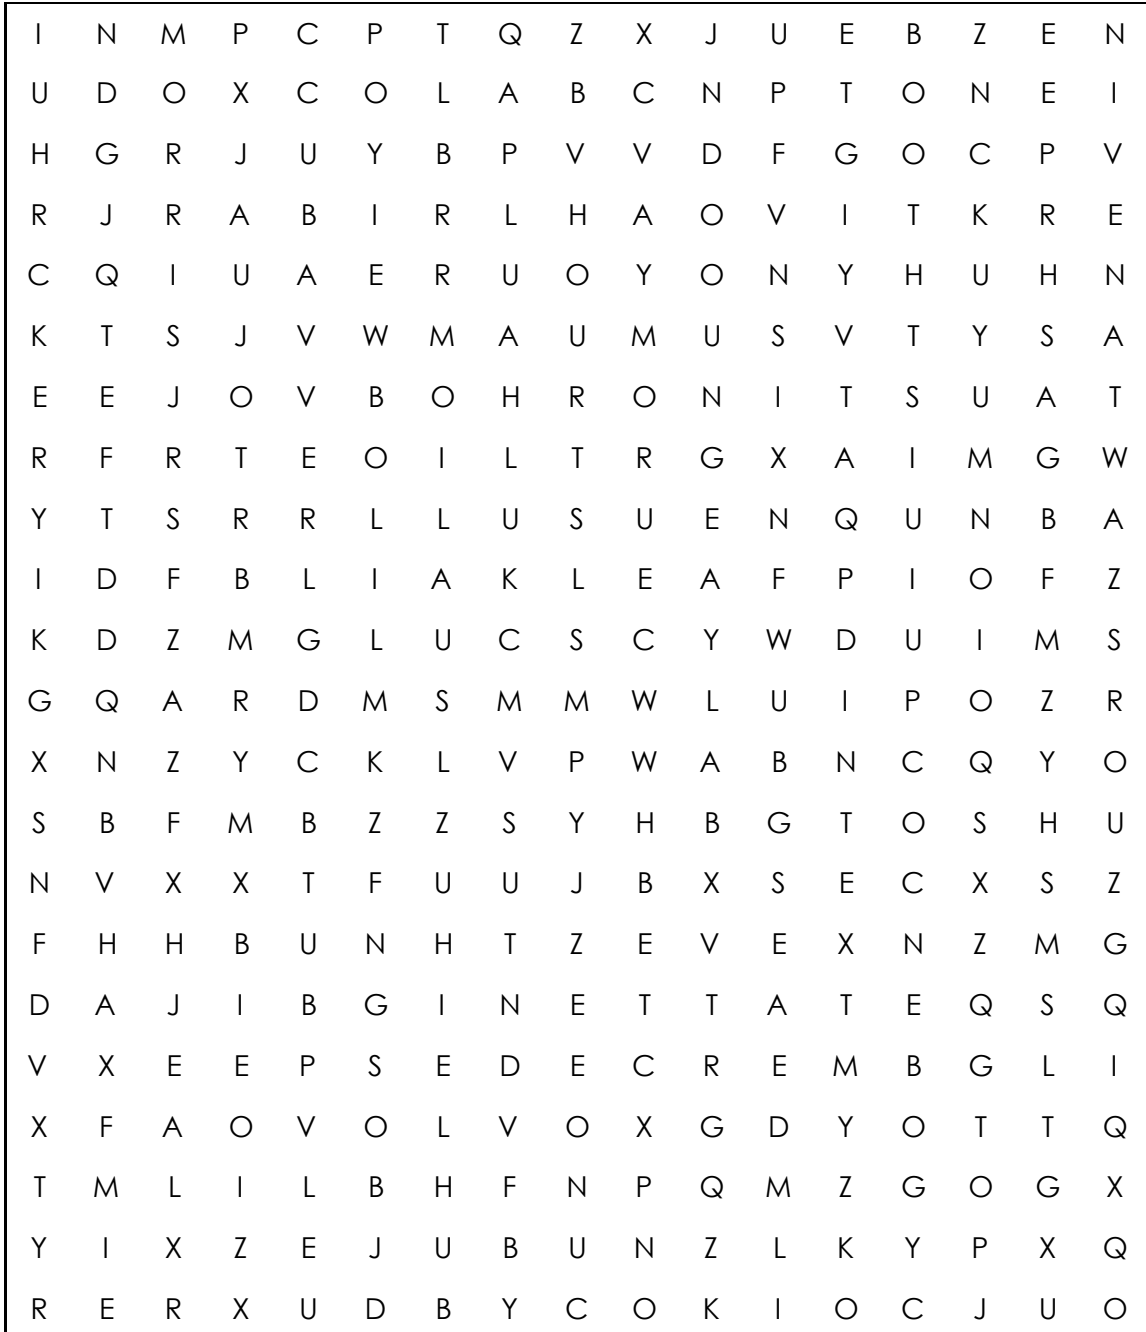 I N M P C P T Q Z X J U E B Z E N
U D O X C O L A B C N P T O N E I
H G R J U Y B P V V D F G O C P V
R J R A B I R L H A O V I T K R E
C Q I U A E R U O Y O N Y H U H N
K T S J V W M A U M U S V T Y S A
E E J O V B O H R O N I T S U A T
R F R T E O I L T R G X A I M G W
Y T S R R L L U S U E N Q U N B A
I D F B L I A K L E A F P I O F Z
K D Z M G L U C S C Y W D U I M S
G Q A R D M S M M W L U I P O Z R
X N Z Y C K L V P W A B N C Q Y O
S B F M B Z Z S Y H B G T O S H U
N V X X T F U U J B X S E C X S Z
F H H B U N H T Z E V E X N Z M G
D A J I B G I N E T T A T E Q S Q
V X E E P S E D E C R E M B G L I
X F A O V O L V O X G D Y O T T Q
T M L I L B H F N P Q M Z G O G X
Y I X Z E J U B U N Z L K Y P X Q
R E R X U D B Y C O K I O C J U O